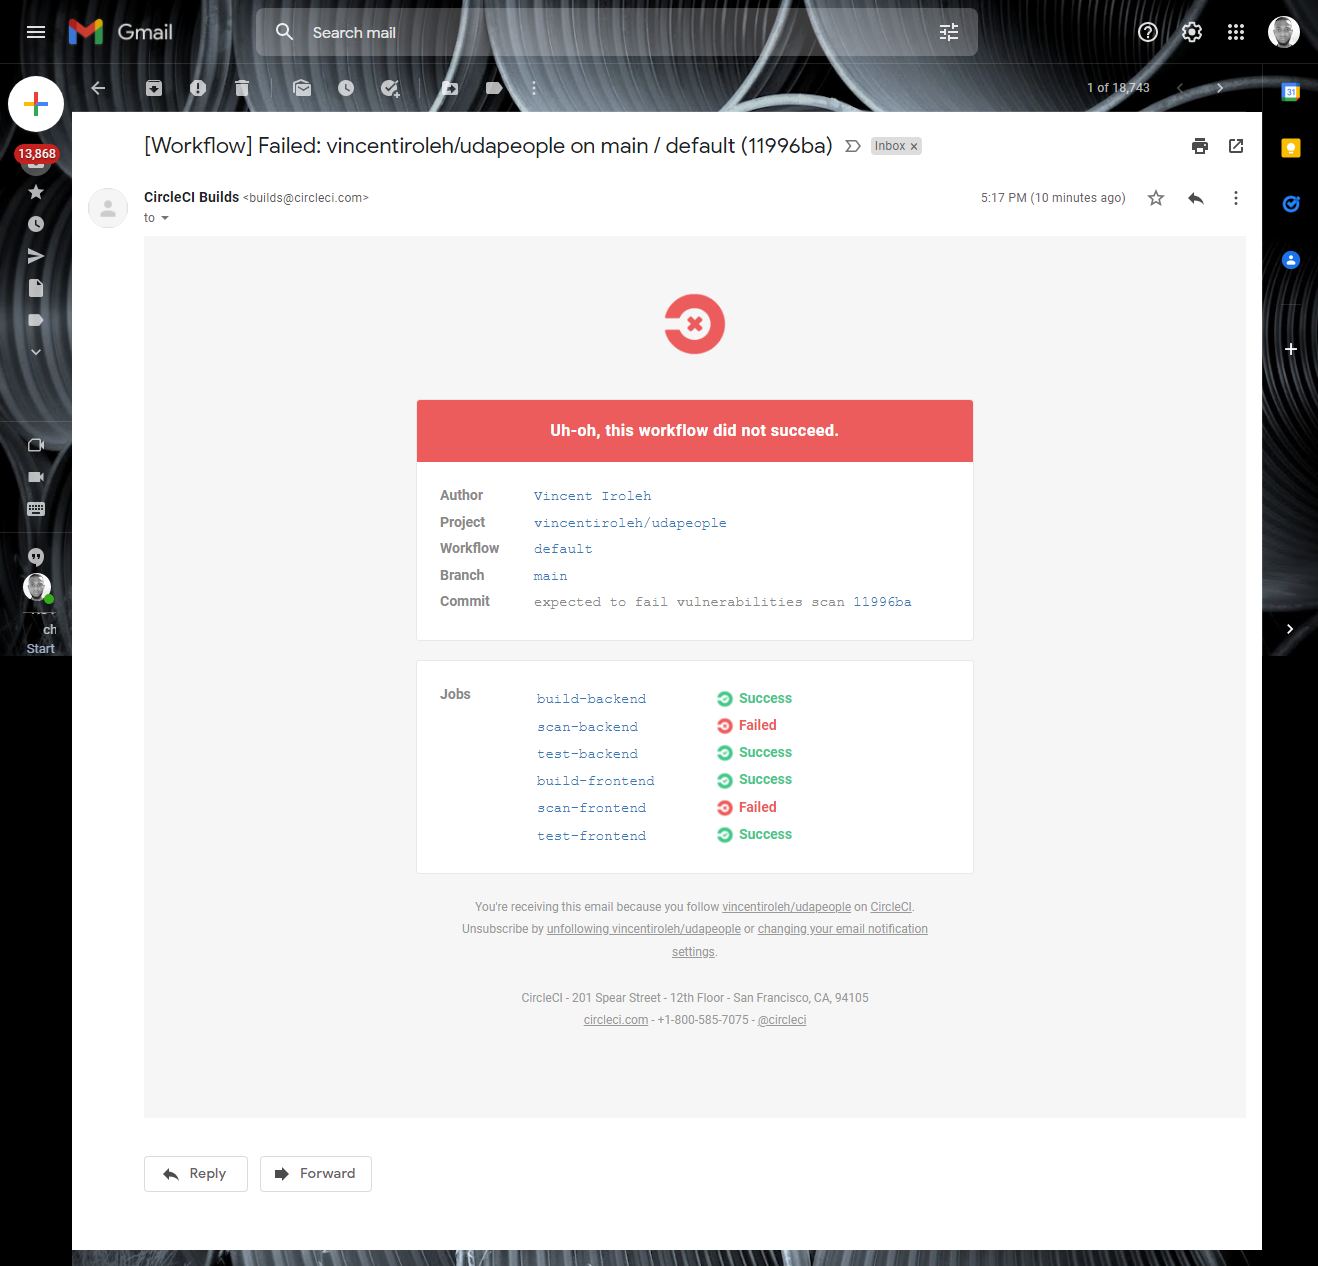 Gmail
Search mail
1 of 18,743
31
13,868
[Workflow] Failed: vincentiroleh/udapeople on main / default (11996ba)
Inbox ×
CircleCI Builds <builds@circleci.com>
5:17 PM (10 minutes ago)
to
Uh-oh, this workflow did not succeed.
Author Vincent Iroleh
Project vincentiroleh/udapeople
Workflow default
Branch main
Commit expected to fail vulnerabilities scan 11996ba
ch
Start
Jobs build-backend Success
scan-backend Failed
test-backend Success
build-frontend Success
scan-frontend Failed
test-frontend Success
You're receiving this email because you follow vincentiroleh/udapeople on CircleCI.
Unsubscribe by unfollowing vincentiroleh/udapeople or changing your email notification
settings.
CircleCI - 201 Spear Street - 12th Floor - San Francisco, CA, 94105
circleci.com - +1-800-585-7075 - @circleci
Reply
Forward